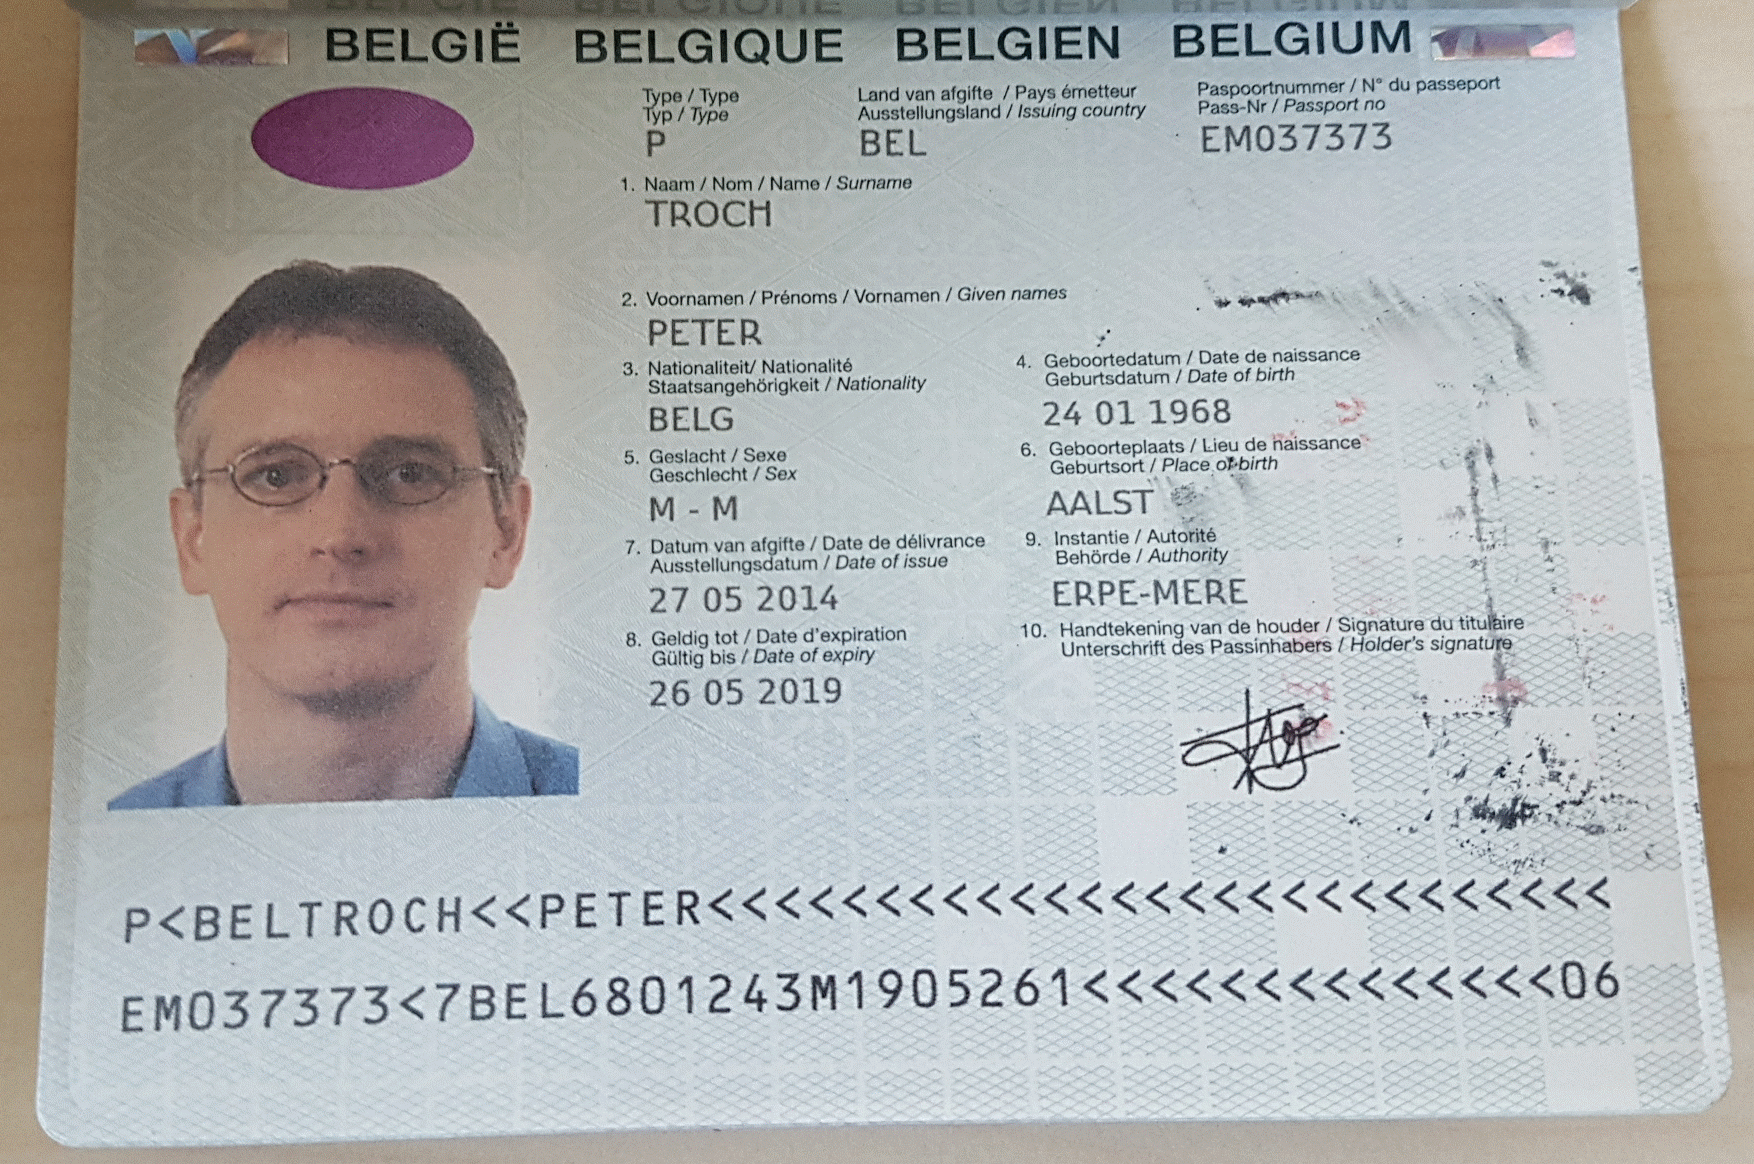 BELGIË BELGIQUE BELGIEN BELGIUM
Type / Type
Typ / Type
P
Land van afgifte / Pays émetteur
Ausstellungsland / Issuing country
BEL
Paspoortnummer / N° du passeport
Pass-Nr / Passport no
EM037373
1. Naam / Nom / Name / Surname
TROCH
2. Voornamen / Prénoms / Vornamen / Given names
PETER
3. Nationaliteit/ Nationalité
Staatsangehörigkeit / Nationality
BELG
4. Geboortedatum / Date de naissance
Geburtsdatum / Date of birth
24 01 1968
5. Geslacht / Sexe
Geschlecht / Sex
M - M
6. Geboorteplaats / Lieu de naissance
Geburtsort / Place of birth
AALST
7. Datum van afgifte / Date de délivrance
Ausstellungsdatum / Date of issue
27 05 2014
9. Instantie / Autorité
Behörde / Authority
ERPE-MERE
8. Geldig tot / Date d'expiration
Gültig bis / Date of expiry
26 05 2019
10. Handtekening van de houder / Signature du titulaire
Unterschrift des Passinhabers / Holder's signature
P<BELTROCH<<PETER<<<<<<<<<<<<<<<<<<<<<<<<<<<
EM037373<7BEL6801243M1905261<<<<<<<<<<<<<<06